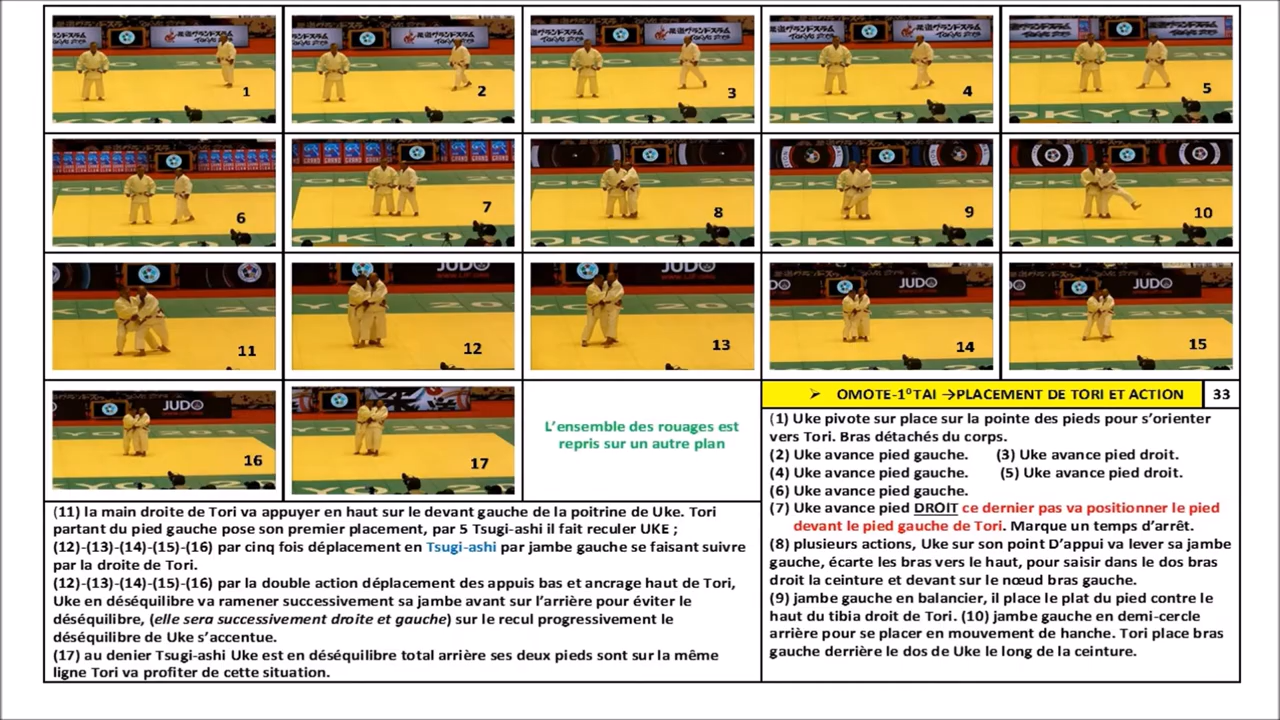 1
2
3
4
5
6
7
8
9
10
11
12
13
14
15
16
17
JUDO
JUDO
JUDO
JUDO
JUDO
L’ensemble des rouages est
repris sur un autre plan
➢ OMOTE-1⁰TAI →PLACEMENT DE TORI ET ACTION
33
(1) Uke pivote sur place sur la pointe des pieds pour s’orienter
vers Tori. Bras détachés du corps.
(2) Uke avance pied gauche. (3) Uke avance pied droit.
(4) Uke avance pied gauche. (5) Uke avance pied droit.
(6) Uke avance pied gauche.
(7) Uke avance pied DROIT ce dernier pas va positionner le pied
devant le pied gauche de Tori. Marque un temps d’arrêt.
(8) plusieurs actions, Uke sur son point D’appui va lever sa jambe
gauche, écarte les bras vers le haut, pour saisir dans le dos bras
droit la ceinture et devant sur le nœud bras gauche.
(9) jambe gauche en balancier, il place le plat du pied contre le
haut du tibia droit de Tori. (10) jambe gauche en demi-cercle
arrière pour se placer en mouvement de hanche. Tori place bras
gauche derrière le dos de Uke le long de la ceinture.
(11) la main droite de Tori va appuyer en haut sur le devant gauche de la poitrine de Uke. Tori
partant du pied gauche pose son premier placement, par 5 Tsugi-ashi il fait reculer UKE ;
(12)-(13)-(14)-(15)-(16) par cinq fois déplacement en Tsugi-ashi par jambe gauche se faisant suivre
par la droite de Tori.
(12)-(13)-(14)-(15)-(16) par la double action déplacement des appuis bas et ancrage haut de Tori,
Uke en déséquilibre va ramener successivement sa jambe avant sur l’arrière pour éviter le
déséquilibre, (elle sera successivement droite et gauche) sur le recul progressivement le
déséquilibre de Uke s’accentue.
(17) au denier Tsugi-ashi Uke est en déséquilibre total arrière ses deux pieds sont sur la même
ligne Tori va profiter de cette situation.